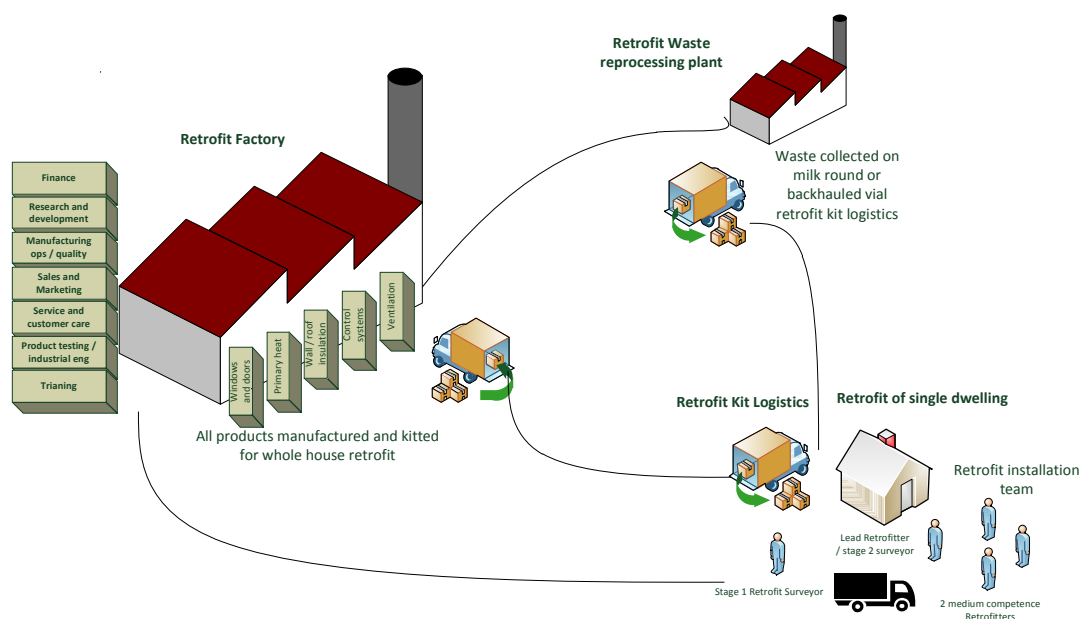 Retrofit Waste
reprocessing plant
Retrofit Factory
Finance
Research and
development
Manufacturing
ops / quality
Sales and
Marketing
Service and
customer care
Product testing /
industrial eng
Trianing
Windows
and doors
Primary heat
Wall / roof
insulation
Control
systems
Ventilation
All products manufactured and kitted
for whole house retrofit
Waste collected on
milk round or
backhauled vial
retrofit kit logistics
Retrofit Kit Logistics
Retrofit of single dwelling
Retrofit installation
team
Lead Retrofitter
/ stage 2 surveyor
Stage 1 Retrofit Surveyor
2 medium competence
Retrofitters